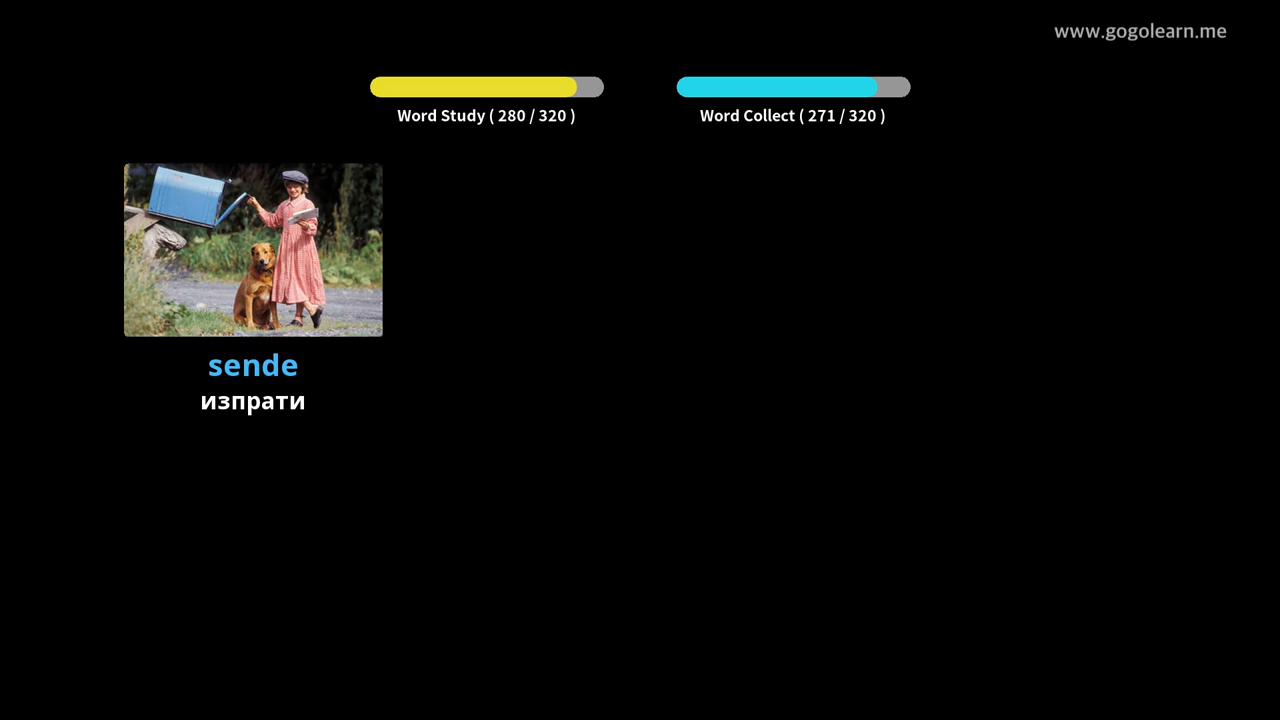 www.gogolearn.me
Word Study ( 280 / 320 )
Word Collect ( 271 / 320 )
sende
изпрати